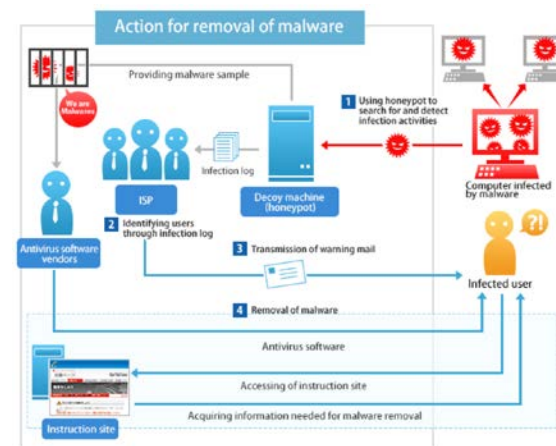 Action for removal of malware
Providing malware sample
We are
Malwares
1 Using honeypot to
search for and detect
infection activities
Infection log
ISP
Decoy machine
(honeypot)
Computer infected
by malware
2 Identifying users
through infection log
Antivirus software
vendors
3 Transmission of warning mail
?!
Infected user
4 Removal of malware
Antivirus software
Accessing of instruction site
Acquiring information needed for malware removal
Instruction site